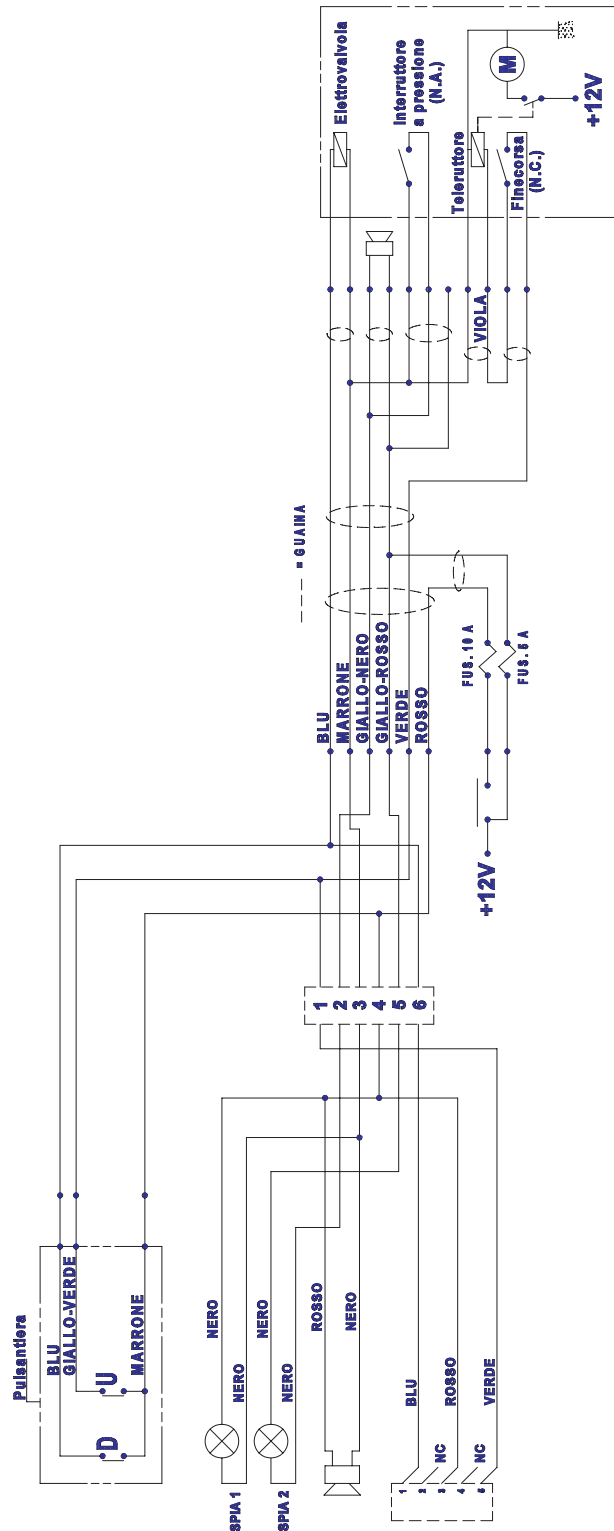 Pulsantiera
BLU
GIALLO-VERDE
MARRONE
D
U
SPIA 1
SPIA 2
NERO
NERO
NERO
NERO
ROSSO
NERO
BLU
ROSSO
VERDE
1
2
3
4
5
NC
NC
1
2
3
4
5
6
+12V
FUS. 10 A
FUS. 5 A
BLU
MARRONE
GIALLO-NERO
GIALLO-ROSSO
VERDE
ROSSO
= GUAINA
VIOLA
Elettrovalvola
Interruttore
a pressione
(N.A.)
Teleruttore
Finecorsa
(N.C.)
M
+12V